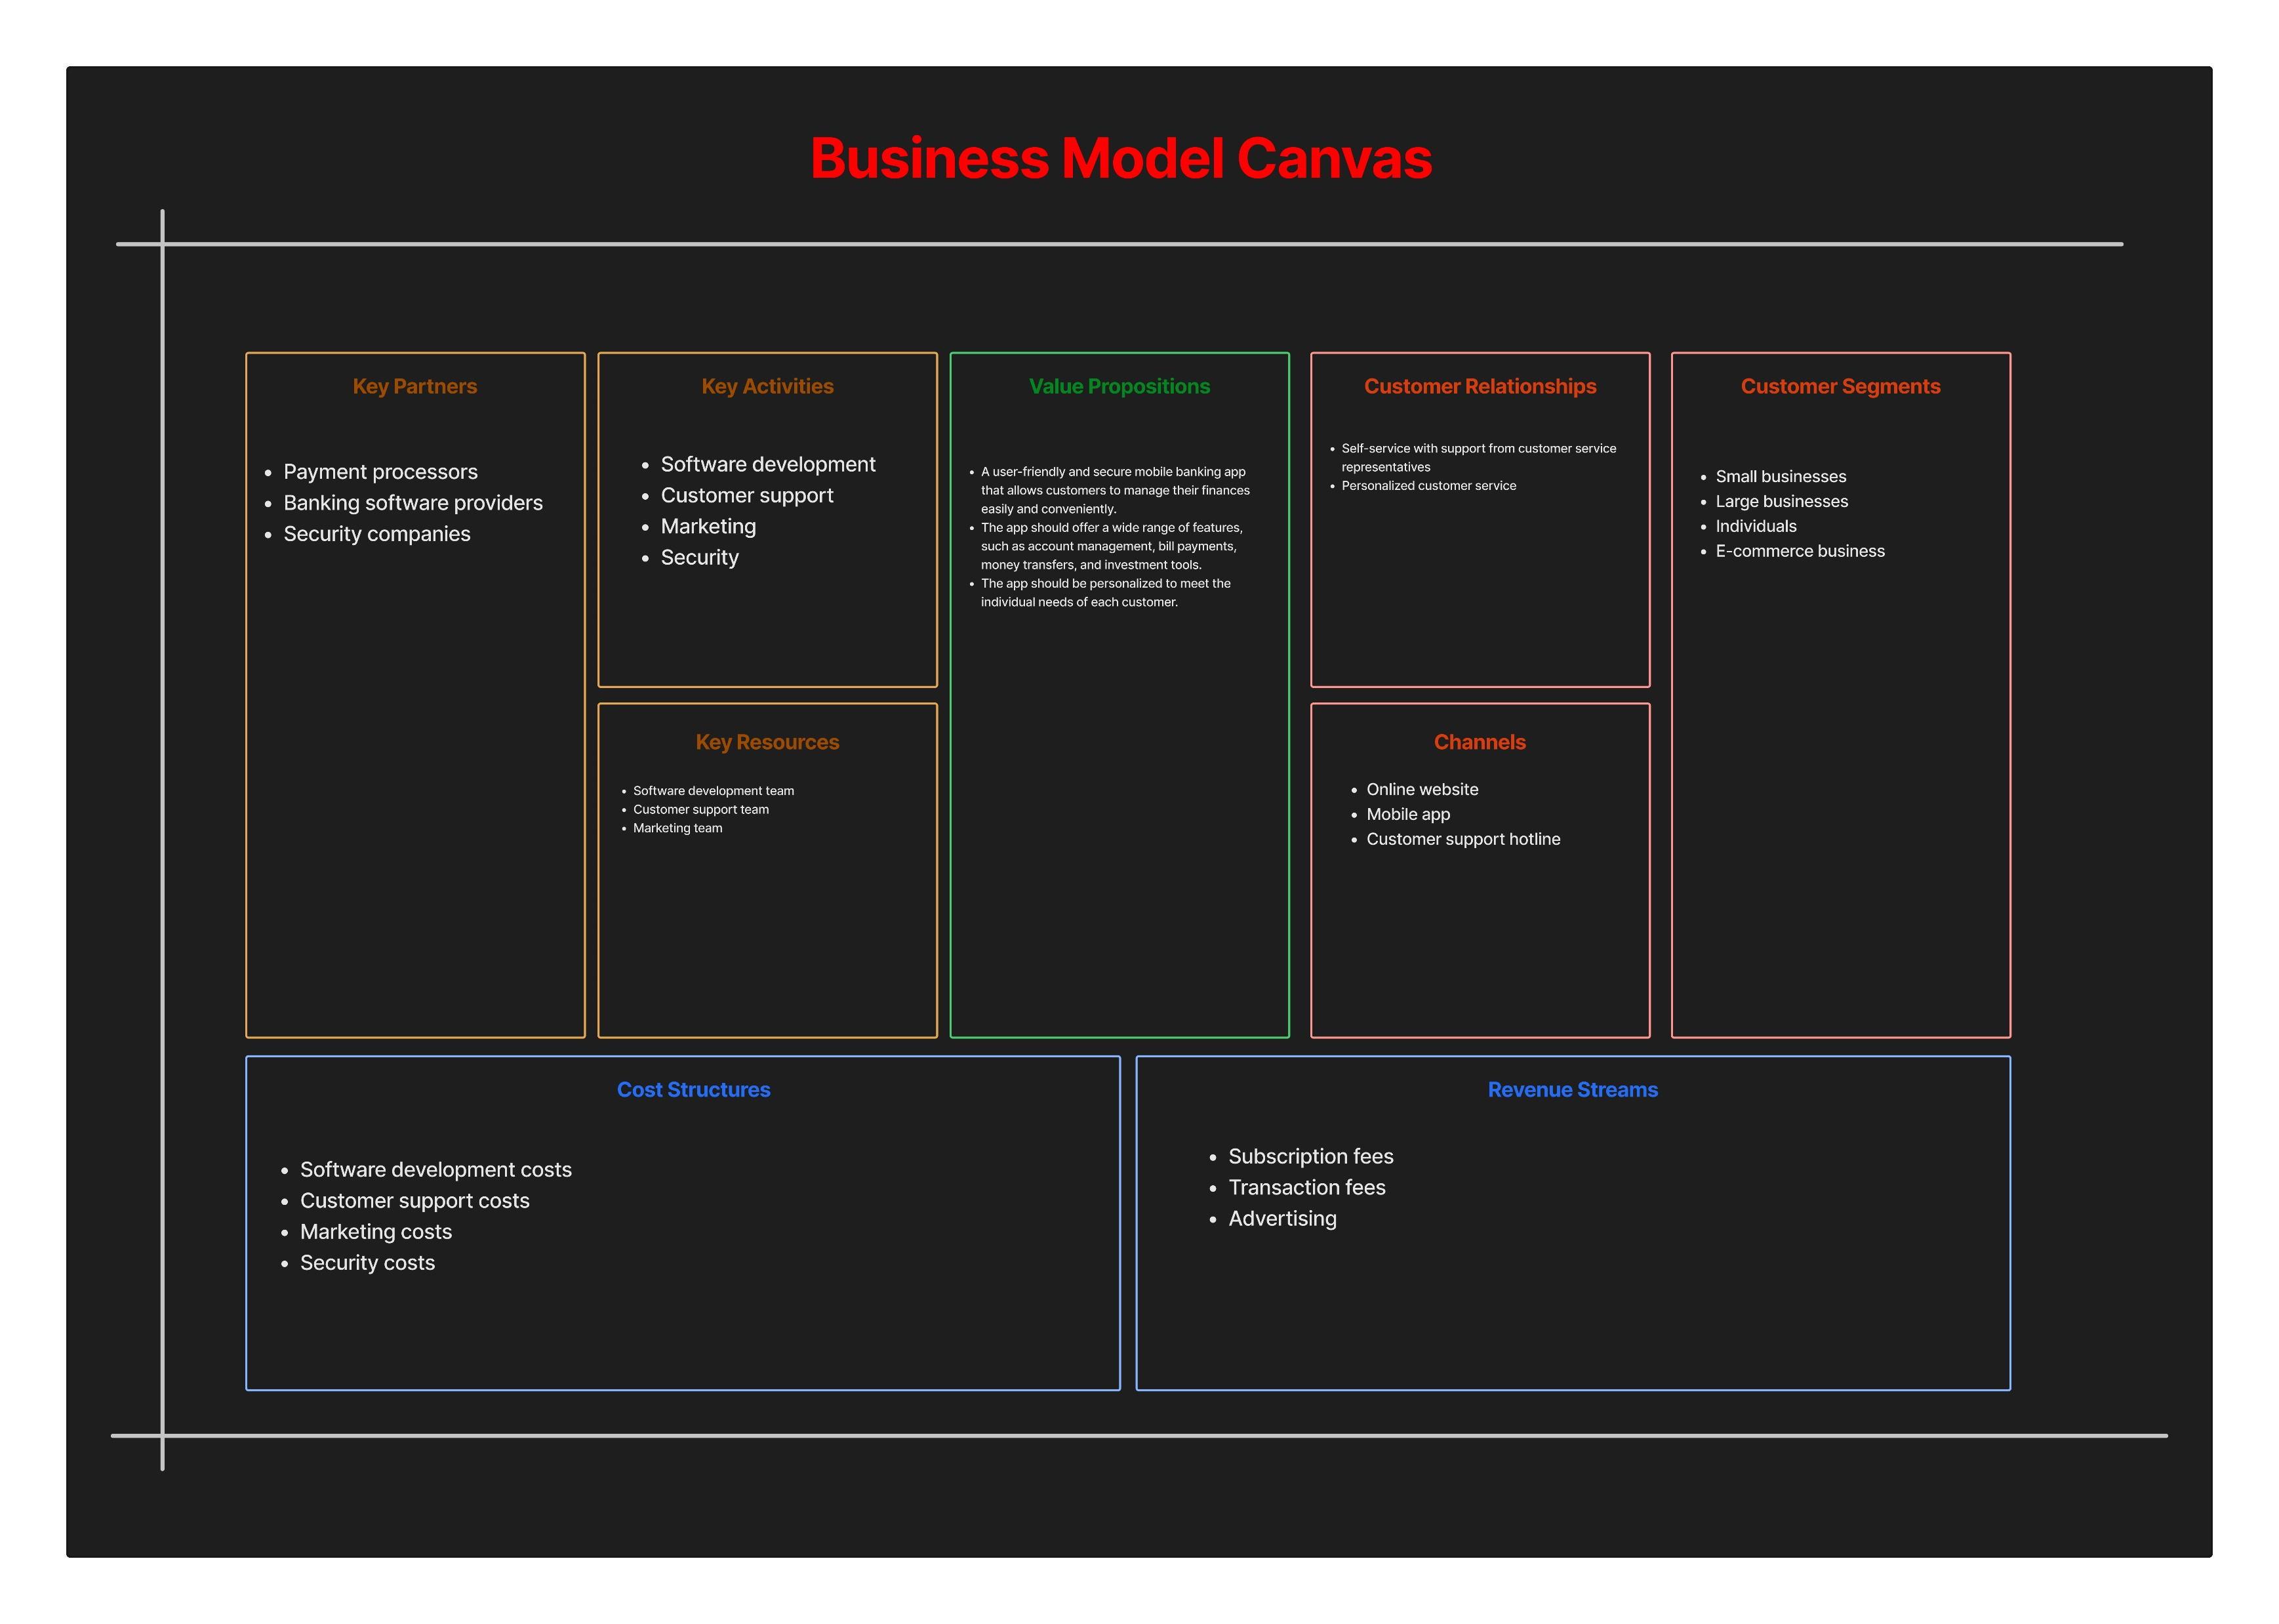 Business Model Canvas
Key Partners
• Payment processors
• Banking software providers
• Security companies
Key Activities
• Software development
• Customer support
• Marketing
• Security
Key Resources
• Software development team
• Customer support team
• Marketing team
Value Propositions
• A user-friendly and secure mobile banking app
that allows customers to manage their finances
easily and conveniently.
• The app should offer a wide range of features,
such as account management, bill payments,
money transfers, and investment tools.
• The app should be personalized to meet the
individual needs of each customer.
Customer Relationships
• Self-service with support from customer service
representatives
• Personalized customer service
Channels
• Online website
• Mobile app
• Customer support hotline
Customer Segments
• Small businesses
• Large businesses
• Individuals
• E-commerce business
Cost Structures
• Software development costs
• Customer support costs
• Marketing costs
• Security costs
Revenue Streams
• Subscription fees
• Transaction fees
• Advertising